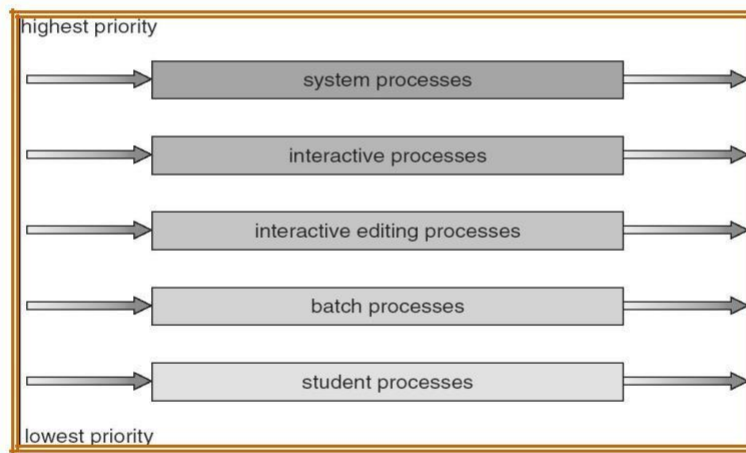 highest priority
system processes
interactive processes
interactive editing processes
batch processes
student processes
lowest priority